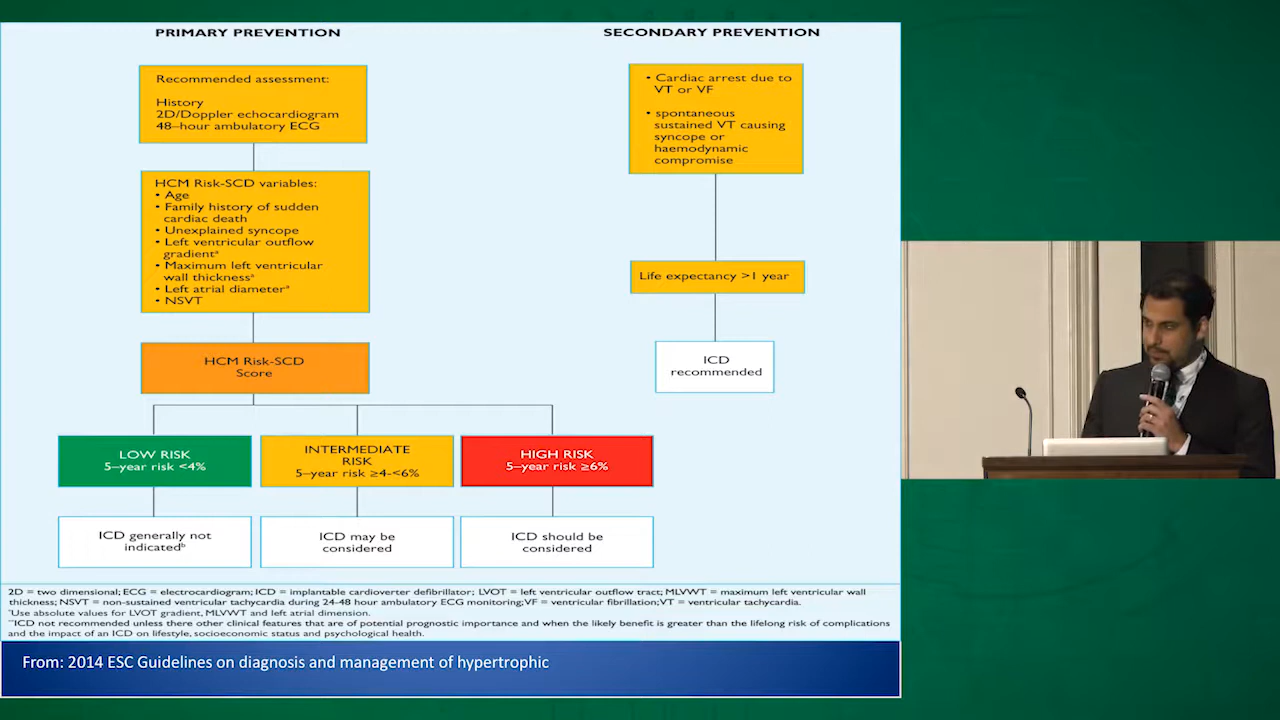 PRIMARY PREVENTION
SECONDARY PREVENTION
Recommended assessment:
History
2D/Doppler echocardiogram
48–hour ambulatory ECG
HCM Risk-SCD variables:
• Age
• Family history of sudden
cardiac death
• Unexplained syncope
• Left ventricular outflow
gradientᵃ
• Maximum left ventricular
wall thicknessᵃ
• Left atrial diameterᵃ
• NSVT
HCM Risk-SCD
Score
LOW RISK
5–year risk <4%
INTERMEDIATE
RISK
5–year risk ≥4-<6%
HIGH RISK
5–year risk ≥6%
ICD generally not
indicatedᵇ
ICD may be
considered
ICD should be
considered
• Cardiac arrest due to
VT or VF
• spontaneous
sustained VT causing
syncope or
haemodynamic
compromise
Life expectancy >1 year
ICD
recommended
2D = two dimensional; ECG = electrocardiogram; ICD = implantable cardioverter defibrillator; LVOT = left ventricular outflow tract; MLVWT = maximum left ventricular wall
thickness; NSVT = non-sustained ventricular tachycardia during 24-48 hour ambulatory ECG monitoring; VF = ventricular fibrillation; VT = ventricular tachycardia.
*Use absolute values for LVOT gradient, MLVWT and left atrial dimension.
**ICD not recommended unless there other clinical features that are of potential prognostic importance and when the likely benefit is greater than the lifelong risk of complications
and the impact of an ICD on lifestyle, socioeconomic status and psychological health.
From: 2014 ESC Guidelines on diagnosis and management of hypertrophic